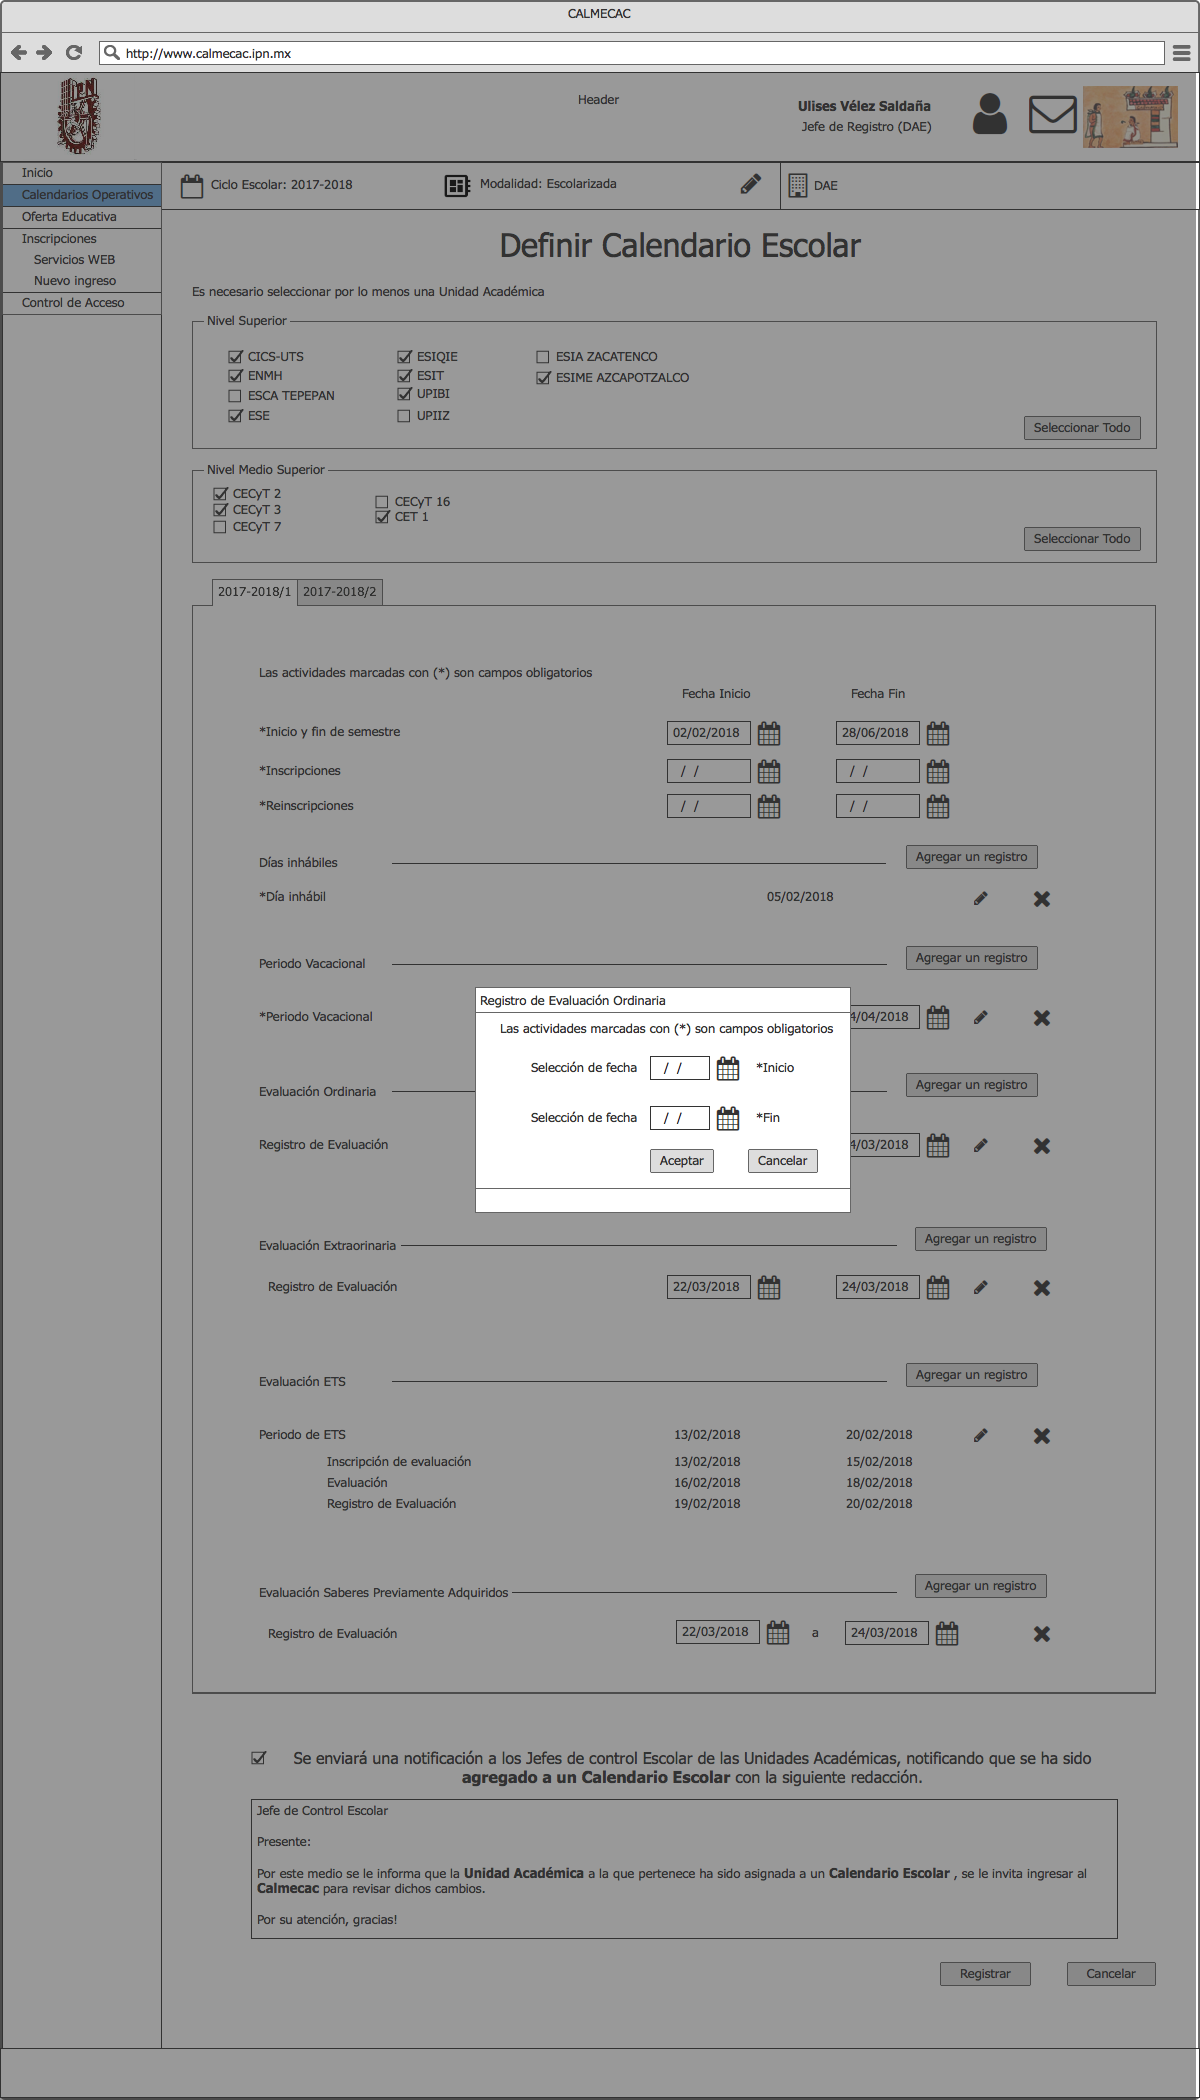 CALMECAC
http://www.calmecac.ipn.mx
Header
Ulises Vélez Saldaña
Jefe de Registro (DAE)
Inicio
Calendarios Operativos
Oferta Educativa
Inscripciones
Servicios WEB
Nuevo ingreso
Control de Acceso
Ciclo Escolar: 2017-2018
Modalidad: Escolarizada
DAE
Definir Calendario Escolar
Es necesario seleccionar por lo menos una Unidad Académica
Nivel Superior
CICS-UTS ESIQIE ESIA ZACATENCO
ENMH ESIT ESIME AZCAPOTZALCO
ESCA TEPEPAN UPIBI
ESE UPIIZ
Seleccionar Todo
Nivel Medio Superior
CECyT 2 CECyT 16
CECyT 3 CET 1
CECyT 7
Seleccionar Todo
2017-2018/1 2017-2018/2
Las actividades marcadas con (*) son campos obligatorios
Fecha Inicio Fecha Fin
*Inicio y fin de semestre 02/02/2018 28/06/2018
*Inscripciones / / / /
*Reinscripciones / / / /
Días inhábiles Agregar un registro
*Día inhábil 05/02/2018
Periodo Vacacional Agregar un registro
*Periodo Vacacional 4/04/2018
Evaluación Ordinaria Agregar un registro
Registro de Evaluación 4/03/2018
Registro de Evaluación Ordinaria
Las actividades marcadas con (*) son campos obligatorios
Selección de fecha / / *Inicio
Selección de fecha / / *Fin
Aceptar Cancelar
Evaluación Extraorinaria Agregar un registro
Registro de Evaluación 22/03/2018 24/03/2018
Evaluación ETS Agregar un registro
Periodo de ETS 13/02/2018 20/02/2018
Inscripción de evaluación 13/02/2018 15/02/2018
Evaluación 16/02/2018 18/02/2018
Registro de Evaluación 19/02/2018 20/02/2018
Evaluación Saberes Previamente Adquiridos Agregar un registro
Registro de Evaluación 22/03/2018 a 24/03/2018
Se enviará una notificación a los Jefes de control Escolar de las Unidades Académicas, notificando que se ha sido
agregado a un Calendario Escolar con la siguiente redacción.
Jefe de Control Escolar
Presente:
Por este medio se le informa que la Unidad Académica a la que pertenece ha sido asignada a un Calendario Escolar , se le invita ingresar al
Calmecac para revisar dichos cambios.
Por su atención, gracias!
Registrar Cancelar